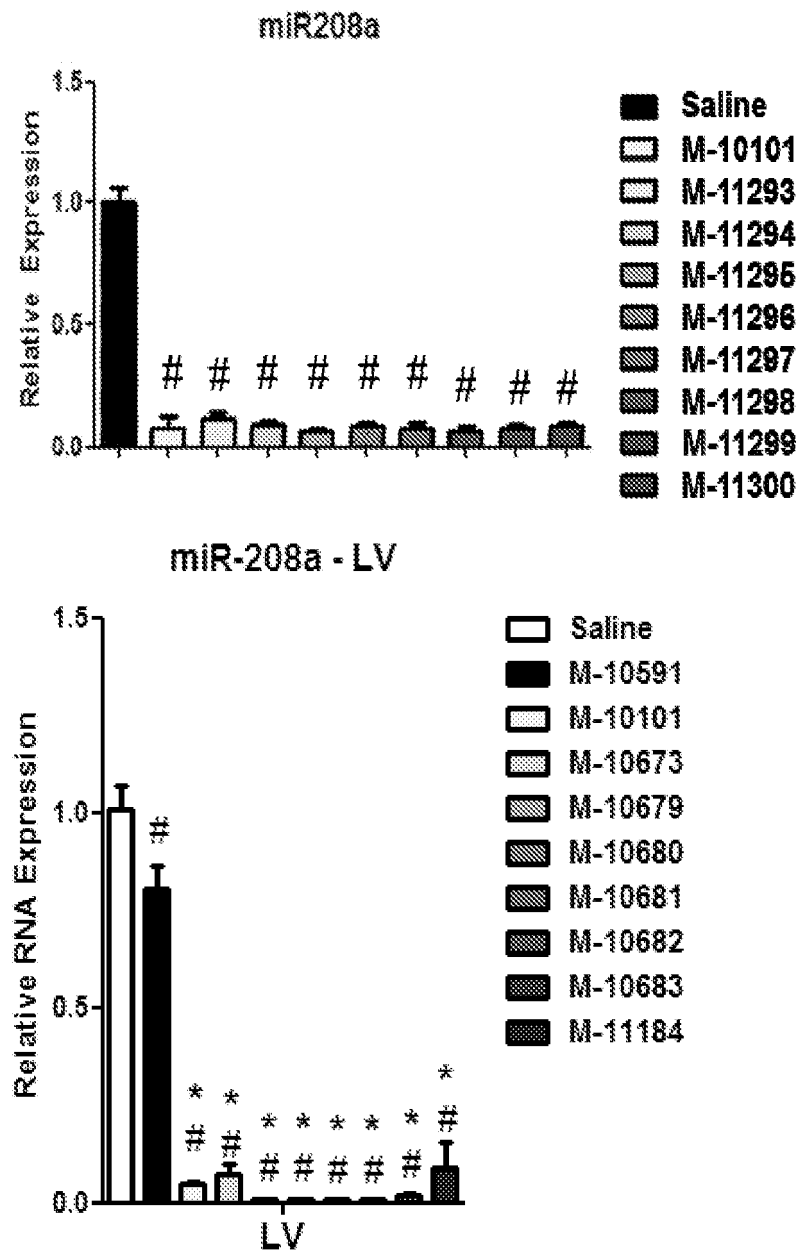 miR208a
Relative Expression
1.5
1.0
0.5
0.0
# # # # # # # # #
Saline
M-10101
M-11293
M-11294
M-11295
M-11296
M-11297
M-11298
M-11299
M-11300
miR-208a - LV
Relative RNA Expression
1.5
1.0
0.5
0.0
#
* * * * * * * *
# # # # # # # #
LV
Saline
M-10591
M-10101
M-10673
M-10679
M-10680
M-10681
M-10682
M-10683
M-11184